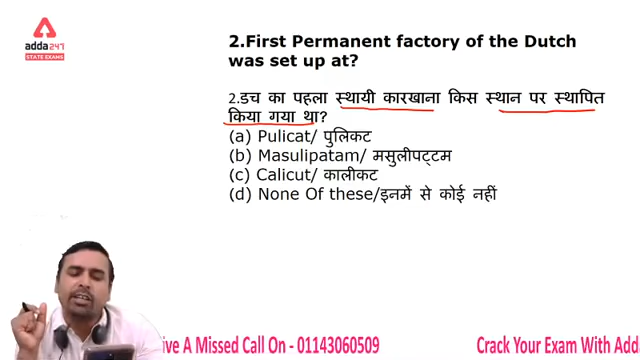 adda247
STATE EXAMS
2.First Permanent factory of the Dutch
was set up at?
2.डच का पहला स्थायी कारखाना किस स्थान पर स्थापित
किया गया था?
(a) Pulicat/ पुलिकट
(b) Masulipatam/ मसुलीपट्टम
(c) Calicut/ कालीकट
(d) None Of these/इनमें से कोई नहीं
ive A Missed Call On - 01143060509 Crack Your Exam With Add